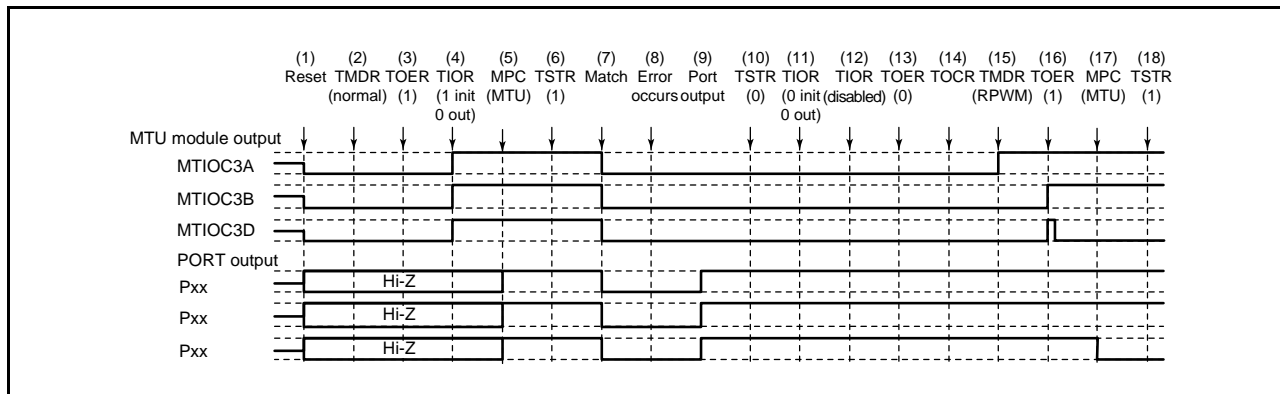 (1) (2) (3) (4) (5) (6) (7) (8) (9) (10) (11) (12) (13) (14) (15) (16) (17) (18)
Reset TMDR TOER TIOR MPC TSTR Match Error Port TSTR TIOR TIOR TOER TOCR TMDR TOER MPC TSTR
(normal) (1) (1 init (MTU) (1) occurs output (0) (0 init (disabled) (0) (RPWM) (1) (MTU) (1)
0 out) 0 out)
MTU module output
MTIOC3A
MTIOC3B
MTIOC3D
PORT output
Pxx Hi-Z
Pxx Hi-Z
Pxx Hi-Z